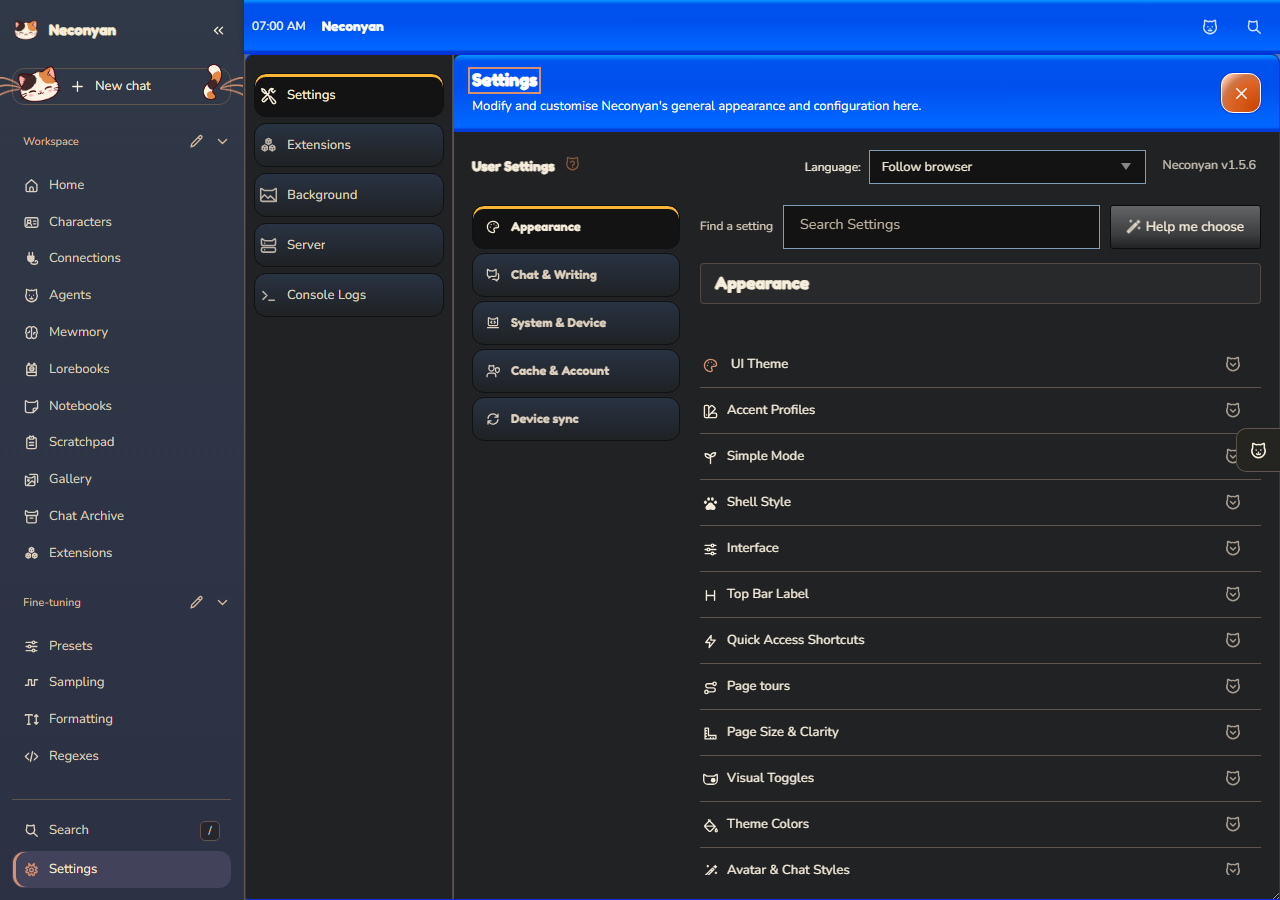 Neconyan
New chat
Workspace
Home
Characters
Connections
Agents
Mewmory
Lorebooks
Notebooks
Scratchpad
Gallery
Chat Archive
Extensions
Fine-tuning
Presets
Sampling
Formatting
Regexes
Search /
Settings
07:00 AM Neconyan
Settings
Extensions
Background
Server
Console Logs
Settings
Modify and customise Neconyan's general appearance and configuration here.
User Settings
Language: Follow browser
Neconyan v1.5.6
Appearance
Chat & Writing
System & Device
Cache & Account
Device sync
Find a setting Search Settings Help me choose
Appearance
UI Theme
Accent Profiles
Simple Mode
Shell Style
Interface
Top Bar Label
Quick Access Shortcuts
Page tours
Page Size & Clarity
Visual Toggles
Theme Colors
Avatar & Chat Styles